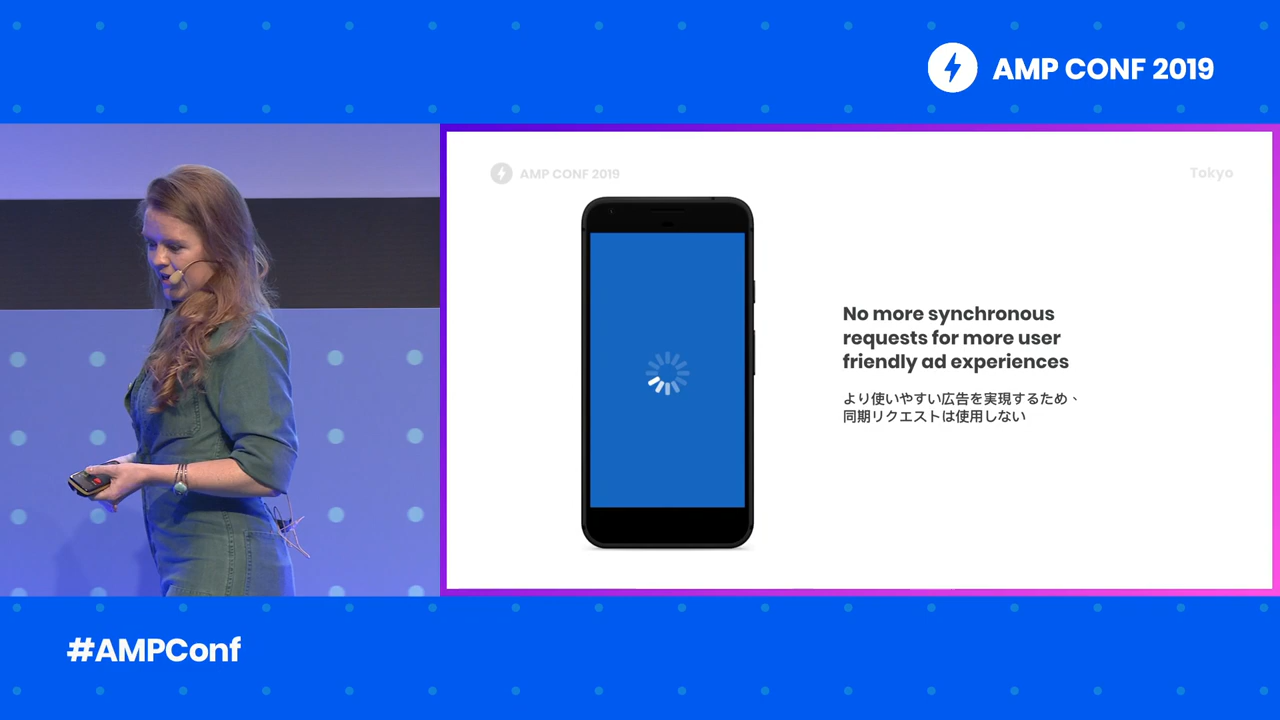 AMP CONF 2019
AMP CONF 2019
Tokyo
No more synchronous
requests for more user
friendly ad experiences
より使いやすい広告を実現するため、
同期リクエストは使用しない
#AMPConf